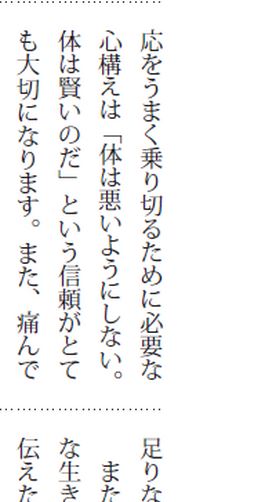 応をうまく乗り切るために必要な
心構えは「体は悪いようにしない。
体は賢いのだ」という信頼がとて
も大切になります。また、痛んで
足りな
また
な生き
伝えた